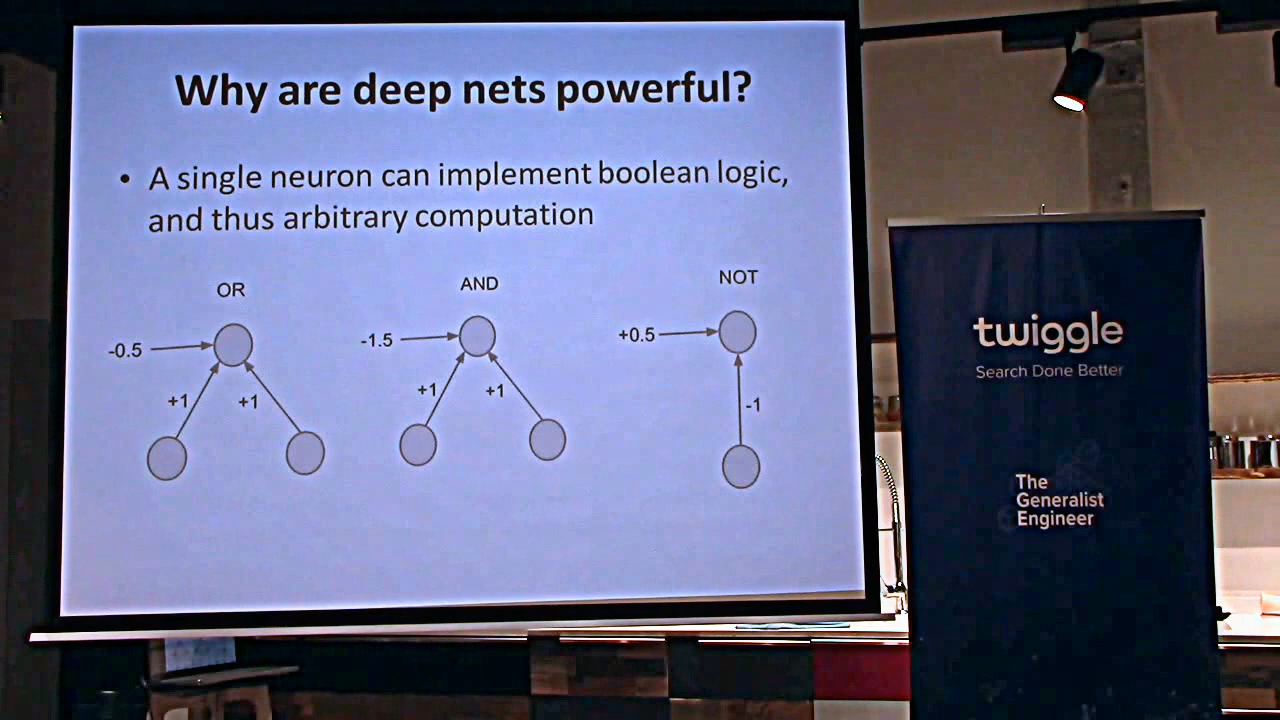 Why are deep nets powerful?
• A single neuron can implement boolean logic,
and thus arbitrary computation
OR
AND
NOT
-0.5
-1.5
+0.5
+1
+1
+1
+1
-1
twiggle
Search Done Better
The
Generalist
Engineer